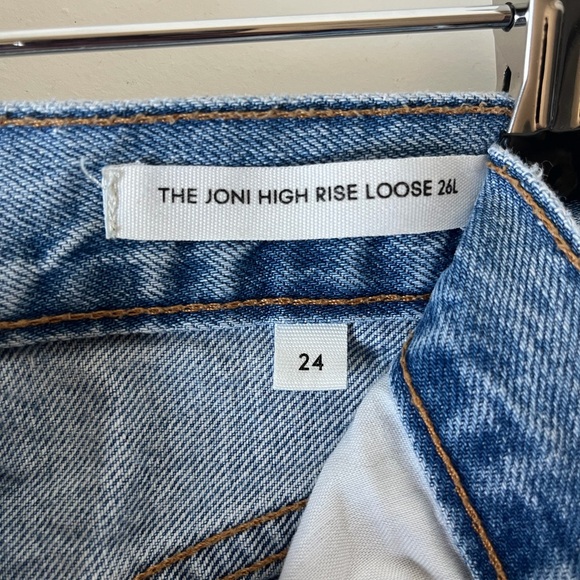 THE JONI HIGH RISE LOOSE 26L
24